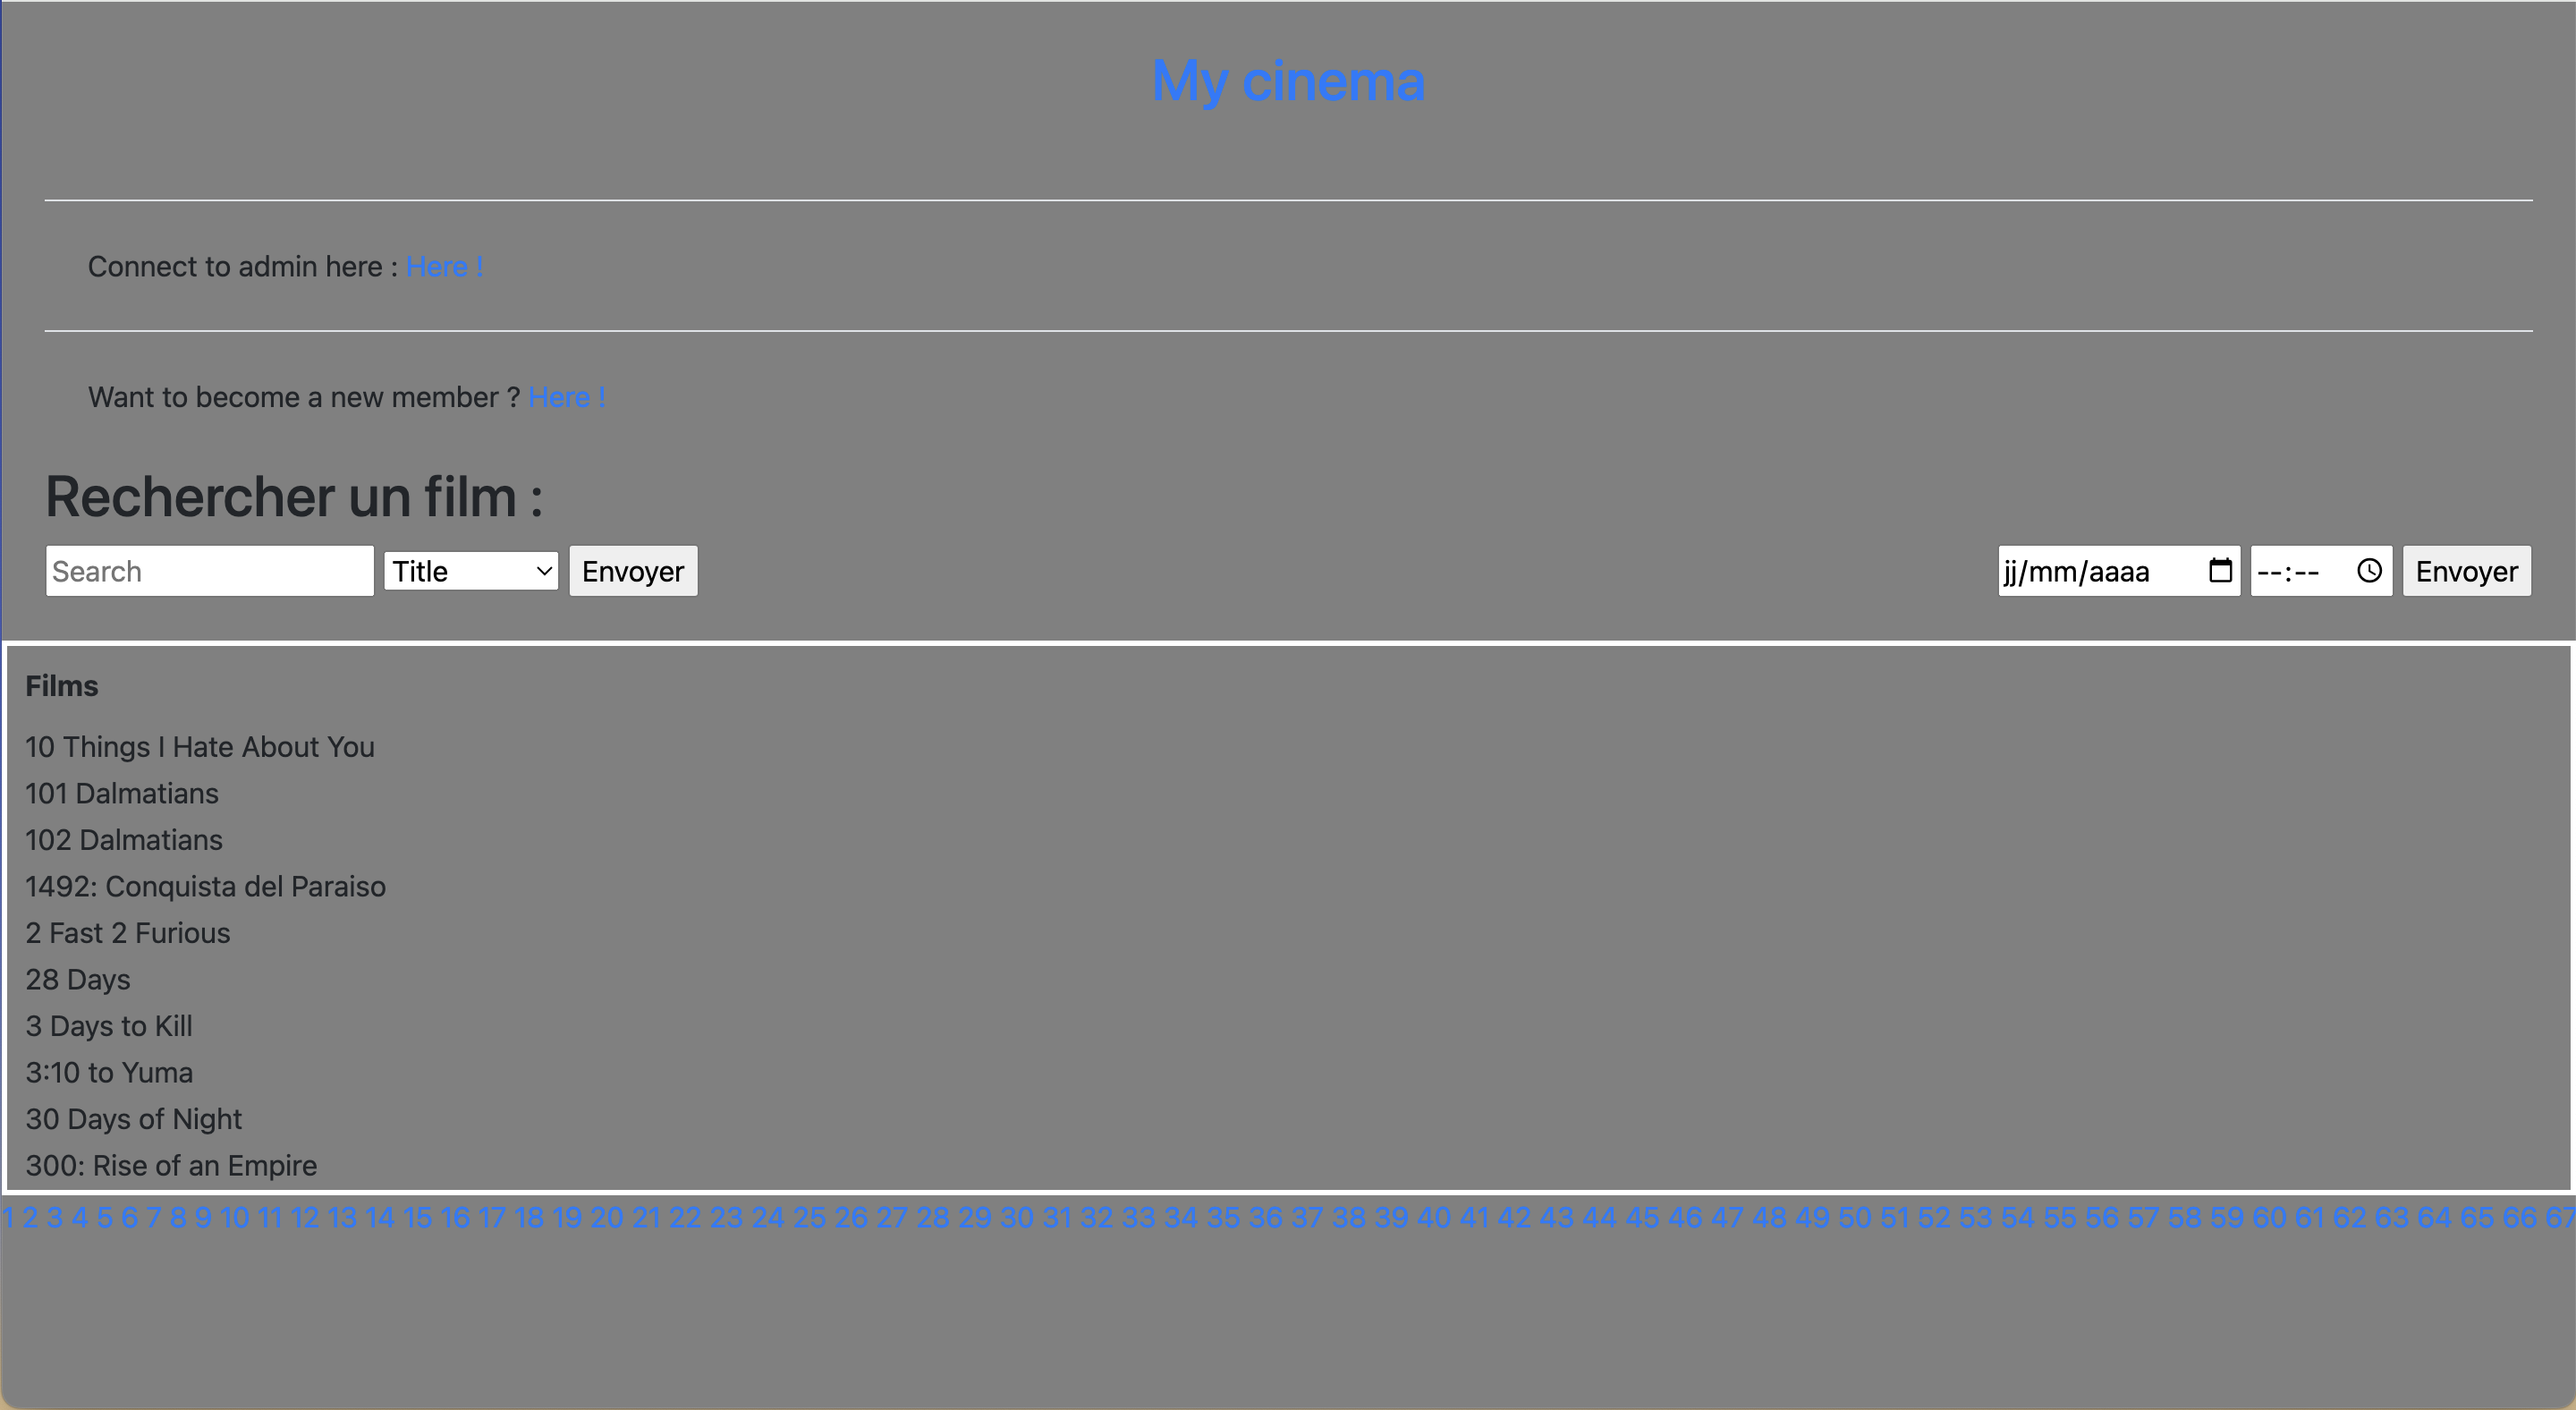 My cinema
Connect to admin here : Here !
Want to become a new member ? Here !
Rechercher un film :
Search Title Envoyer jj/mm/aaaa --:-- Envoyer
Films
10 Things I Hate About You
101 Dalmatians
102 Dalmatians
1492: Conquista del Paraiso
2 Fast 2 Furious
28 Days
3 Days to Kill
3:10 to Yuma
30 Days of Night
300: Rise of an Empire
1 2 3 4 5 6 7 8 9 10 11 12 13 14 15 16 17 18 19 20 21 22 23 24 25 26 27 28 29 30 31 32 33 34 35 36 37 38 39 40 41 42 43 44 45 46 47 48 49 50 51 52 53 54 55 56 57 58 59 60 61 62 63 64 65 66 67